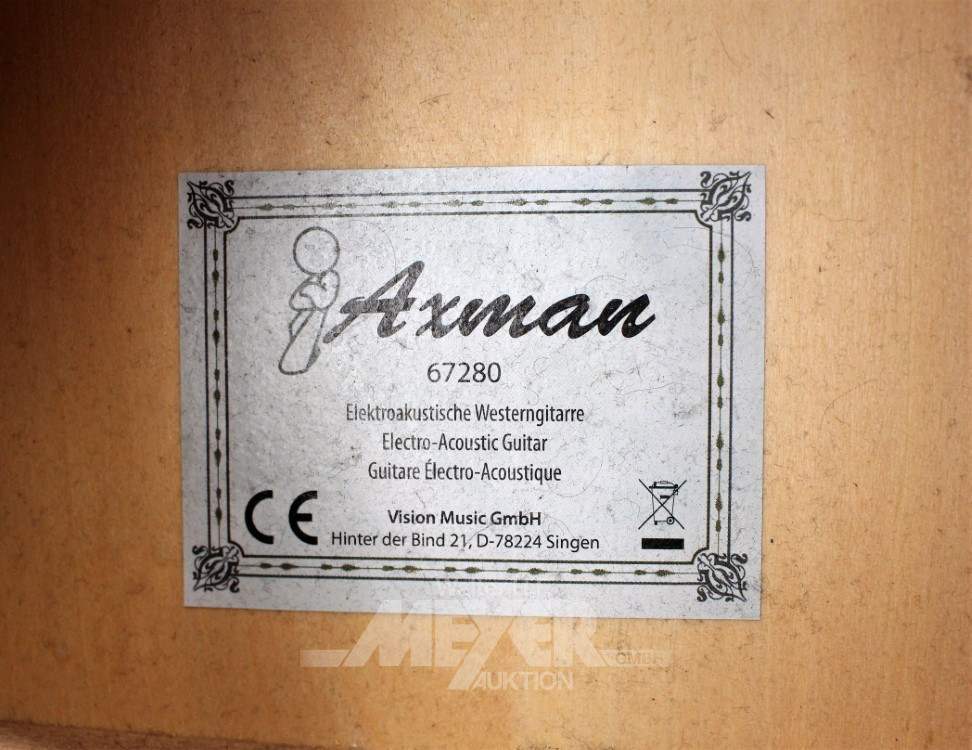 Axman
67280
Elektroakustische Westerngitarre
Electro-Acoustic Guitar
Guitare Électro-Acoustique
CE
Vision Music GmbH
Hinter der Bind 21, D-78224 Singen
MEYER
GMBH
AUKTION